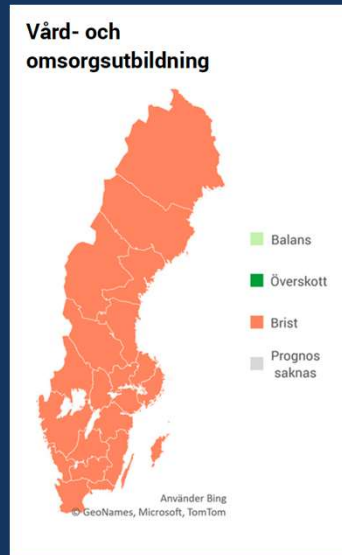 Vård- och
omsorgsutbildning
Balans
Överskott
Brist
Prognos
saknas
Använder Bing
© GeoNames, Microsoft, TomTom